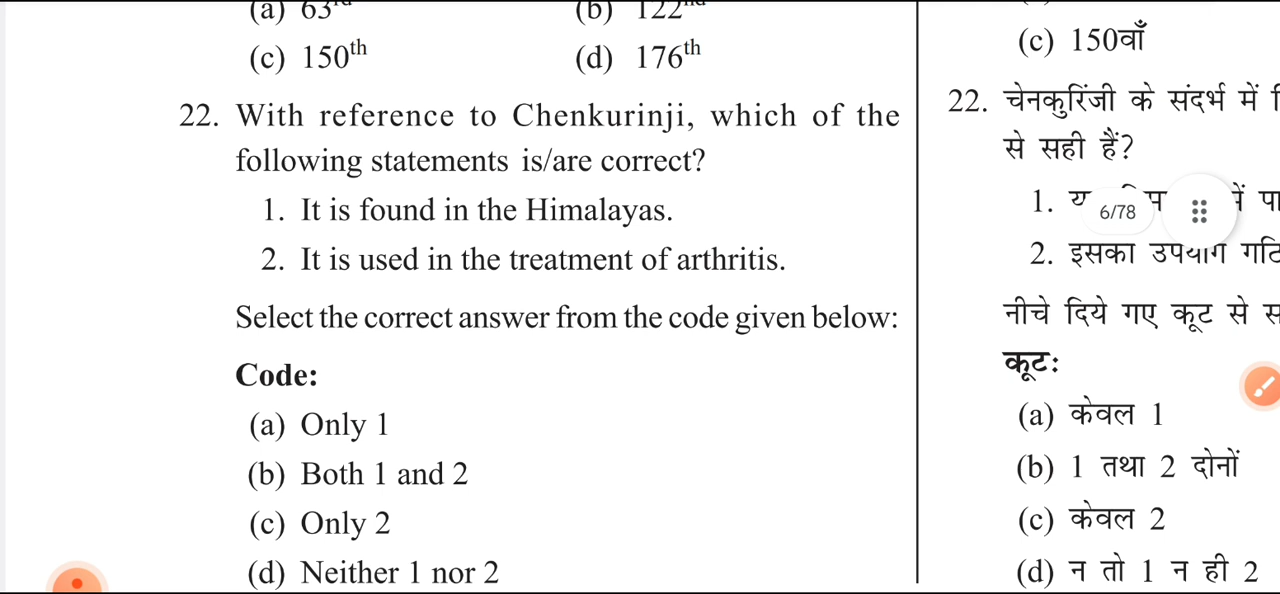 (a) 63rd
(b) 122nd
(c) 150th
(d) 176th
22. With reference to Chenkurinji, which of the
following statements is/are correct?
1. It is found in the Himalayas.
2. It is used in the treatment of arthritis.
Select the correct answer from the code given below:
Code:
(a) Only 1
(b) Both 1 and 2
(c) Only 2
(d) Neither 1 nor 2
(c) 150वाँ
22. चेनकुरिंजी के संदर्भ में
से सही हैं?
1.
6/78
2. इसका उपयोग
नीचे दिये गए कूट से
कूटः
(a) केवल 1
(b) 1 तथा 2 दोनों
(c) केवल 2
(d) न तो 1 न ही 2